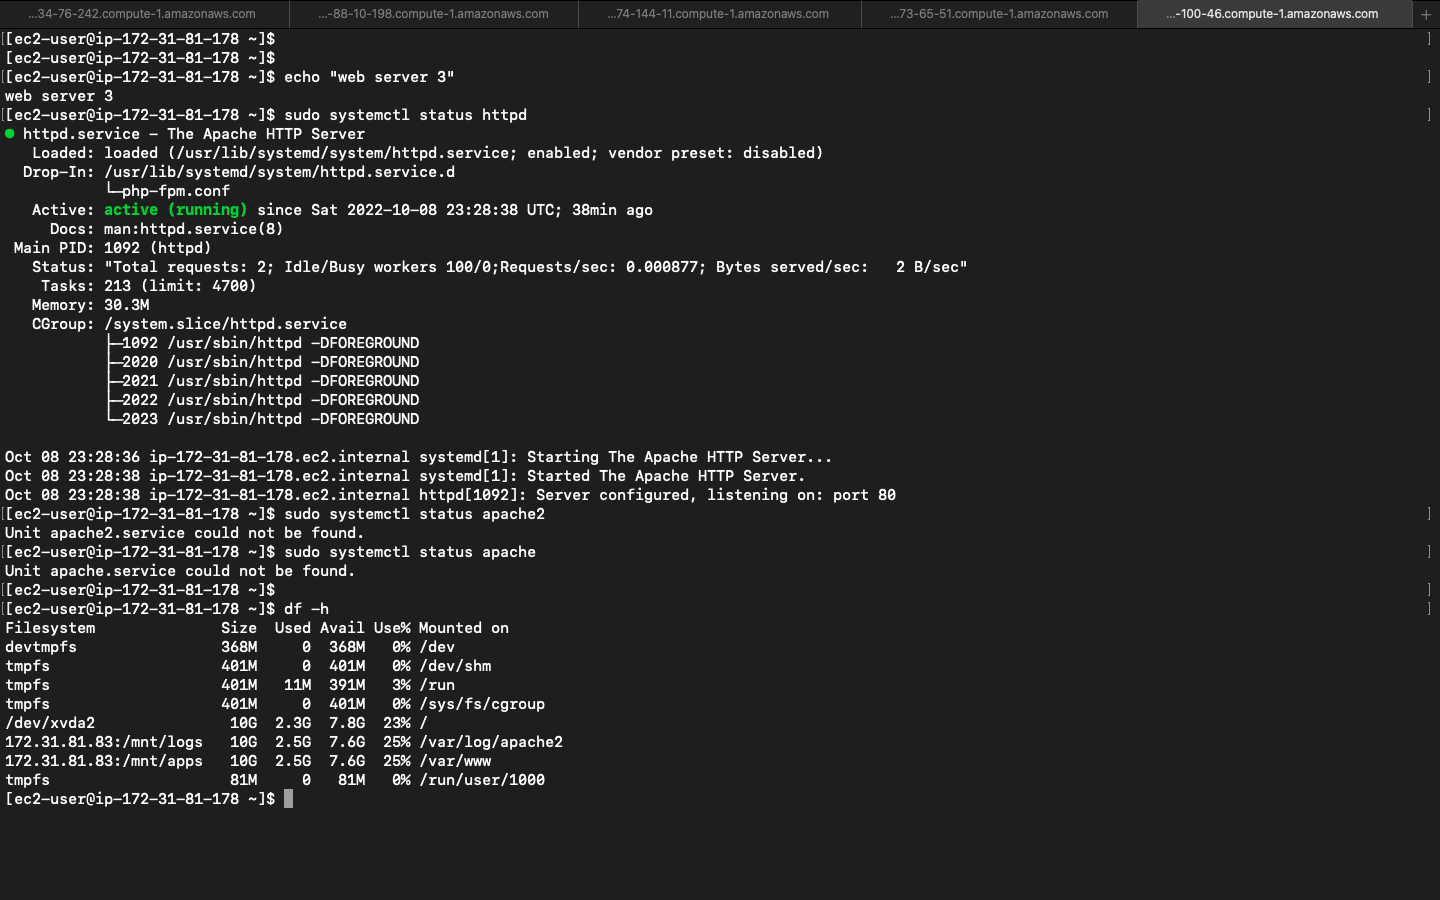 ...34-76-242.compute-1.amazonaws.com ...-88-10-198.compute-1.amazonaws.com ...74-144-11.compute-1.amazonaws.com ...73-65-51.compute-1.amazonaws.com ...-100-46.compute-1.amazonaws.com +
[[ec2-user@ip-172-31-81-178 ~]$ ]
[ec2-user@ip-172-31-81-178 ~]$
[[ec2-user@ip-172-31-81-178 ~]$ echo "web server 3" ]
web server 3
[[ec2-user@ip-172-31-81-178 ~]$ sudo systemctl status httpd ]
● httpd.service - The Apache HTTP Server
   Loaded: loaded (/usr/lib/systemd/system/httpd.service; enabled; vendor preset: disabled)
  Drop-In: /usr/lib/systemd/system/httpd.service.d
           └─php-fpm.conf
   Active: active (running) since Sat 2022-10-08 23:28:38 UTC; 38min ago
     Docs: man:httpd.service(8)
 Main PID: 1092 (httpd)
   Status: "Total requests: 2; Idle/Busy workers 100/0;Requests/sec: 0.000877; Bytes served/sec:   2 B/sec"
    Tasks: 213 (limit: 4700)
   Memory: 30.3M
   CGroup: /system.slice/httpd.service
           ├─1092 /usr/sbin/httpd -DFOREGROUND
           ├─2020 /usr/sbin/httpd -DFOREGROUND
           ├─2021 /usr/sbin/httpd -DFOREGROUND
           ├─2022 /usr/sbin/httpd -DFOREGROUND
           └─2023 /usr/sbin/httpd -DFOREGROUND
Oct 08 23:28:36 ip-172-31-81-178.ec2.internal systemd[1]: Starting The Apache HTTP Server...
Oct 08 23:28:38 ip-172-31-81-178.ec2.internal systemd[1]: Started The Apache HTTP Server.
Oct 08 23:28:38 ip-172-31-81-178.ec2.internal httpd[1092]: Server configured, listening on: port 80
[[ec2-user@ip-172-31-81-178 ~]$ sudo systemctl status apache2 ]
Unit apache2.service could not be found.
[[ec2-user@ip-172-31-81-178 ~]$ sudo systemctl status apache ]
Unit apache.service could not be found.
[[ec2-user@ip-172-31-81-178 ~]$ ]
[[ec2-user@ip-172-31-81-178 ~]$ df -h ]
Filesystem              Size  Used Avail Use% Mounted on
devtmpfs                368M     0  368M   0% /dev
tmpfs                   401M     0  401M   0% /dev/shm
tmpfs                   401M   11M  391M   3% /run
tmpfs                   401M     0  401M   0% /sys/fs/cgroup
/dev/xvda2               10G  2.3G  7.8G  23% /
172.31.81.83:/mnt/logs   10G  2.5G  7.6G  25% /var/log/apache2
172.31.81.83:/mnt/apps   10G  2.5G  7.6G  25% /var/www
tmpfs                    81M     0   81M   0% /run/user/1000
[ec2-user@ip-172-31-81-178 ~]$